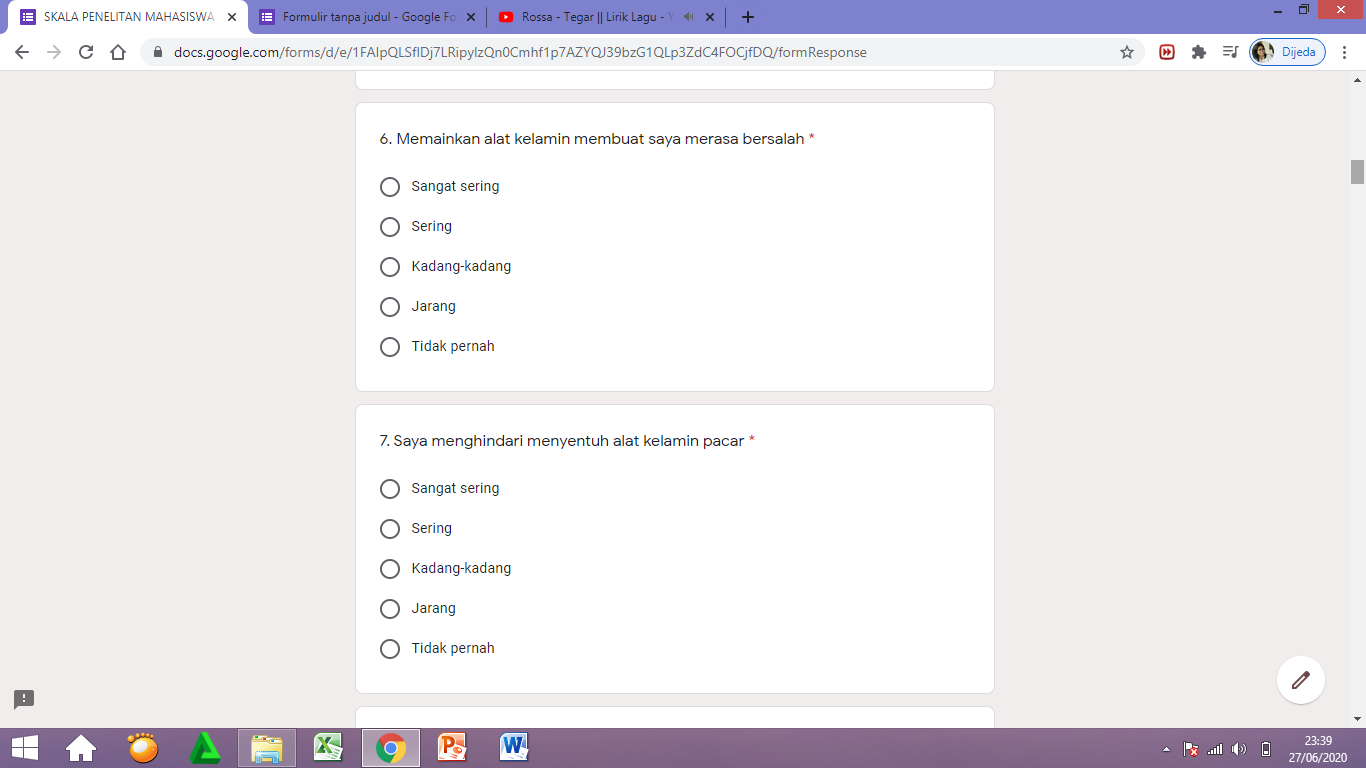 SKALA PENELITAN MAHASISWA
Formulir tanpa judul - Google Fo
Rossa - Tegar || Lirik Lagu - Y
docs.google.com/forms/d/e/1FAIpQLSflDj7LRipylzQn0Cmhf1p7AZYQJ39bzG1QLp3ZdC4FOCjfDQ/formResponse
Dijeda
6. Memainkan alat kelamin membuat saya merasa bersalah *
Sangat sering
Sering
Kadang-kadang
Jarang
Tidak pernah
7. Saya menghindari menyentuh alat kelamin pacar *
Sangat sering
Sering
Kadang-kadang
Jarang
Tidak pernah
23:39
27/06/2020